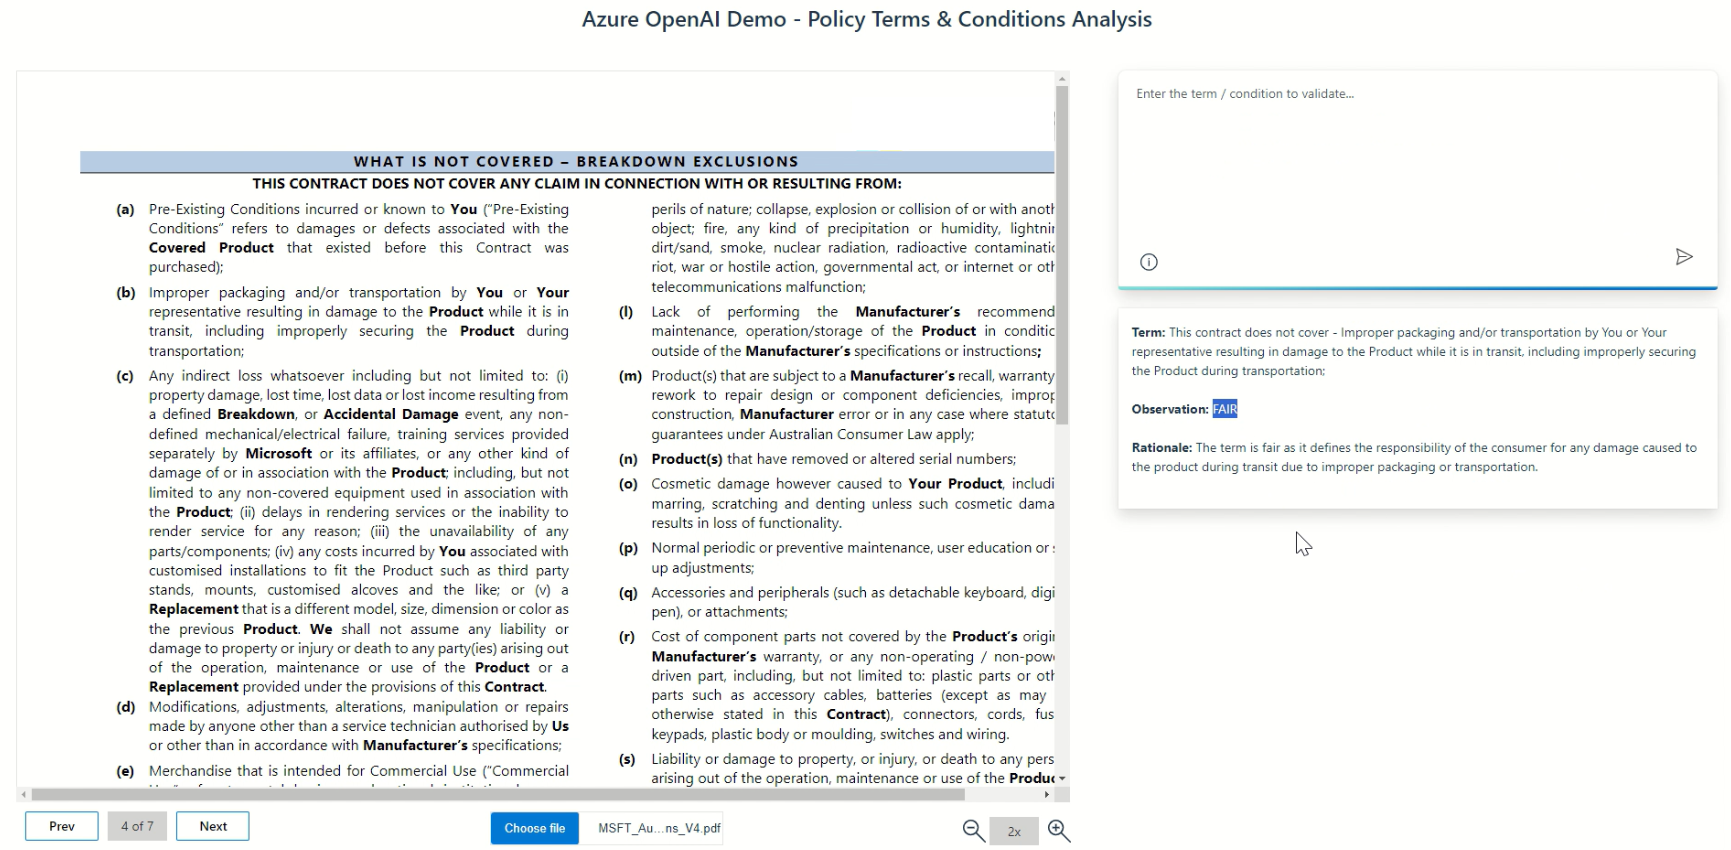 Azure OpenAI Demo - Policy Terms & Conditions Analysis
WHAT IS NOT COVERED – BREAKDOWN EXCLUSIONS
THIS CONTRACT DOES NOT COVER ANY CLAIM IN CONNECTION WITH OR RESULTING FROM:
(a) Pre-Existing Conditions incurred or known to You ("Pre-Existing
Conditions" refers to damages or defects associated with the
Covered Product that existed before this Contract was
purchased);
(b) Improper packaging and/or transportation by You or Your
representative resulting in damage to the Product while it is in
transit, including improperly securing the Product during
transportation;
(c) Any indirect loss whatsoever including but not limited to: (i)
property damage, lost time, lost data or lost income resulting from
a defined Breakdown, or Accidental Damage event, any non-
defined mechanical/electrical failure, training services provided
separately by Microsoft or its affiliates, or any other kind of
damage of or in association with the Product; including, but not
limited to any non-covered equipment used in association with
the Product; (ii) delays in rendering services or the inability to
render service for any reason; (iii) the unavailability of any
parts/components; (iv) any costs incurred by You associated with
customised installations to fit the Product such as third party
stands, mounts, customised alcoves and the like; or (v) a
Replacement that is a different model, size, dimension or color as
the previous Product. We shall not assume any liability or
damage to property or injury or death to any party(ies) arising out
of the operation, maintenance or use of the Product or a
Replacement provided under the provisions of this Contract.
(d) Modifications, adjustments, alterations, manipulation or repairs
made by anyone other than a service technician authorised by Us
or other than in accordance with Manufacturer's specifications;
(e) Merchandise that is intended for Commercial Use ("Commercial
perils of nature; collapse, explosion or collision of or with anoth
object; fire, any kind of precipitation or humidity, lightnin
dirt/sand, smoke, nuclear radiation, radioactive contaminatio
riot, war or hostile action, governmental act, or internet or oth
telecommunications malfunction;
(l) Lack of performing the Manufacturer's recommend
maintenance, operation/storage of the Product in conditio
outside of the Manufacturer's specifications or instructions;
(m) Product(s) that are subject to a Manufacturer's recall, warranty
rework to repair design or component deficiencies, improp
construction, Manufacturer error or in any case where statuto
guarantees under Australian Consumer Law apply;
(n) Product(s) that have removed or altered serial numbers;
(o) Cosmetic damage however caused to Your Product, includi
marring, scratching and denting unless such cosmetic dama
results in loss of functionality.
(p) Normal periodic or preventive maintenance, user education or
up adjustments;
(q) Accessories and peripherals (such as detachable keyboard, digi
pen), or attachments;
(r) Cost of component parts not covered by the Product's origin
Manufacturer's warranty, or any non-operating / non-pow
driven part, including, but not limited to: plastic parts or oth
parts such as accessory cables, batteries (except as may
otherwise stated in this Contract), connectors, cords, fus
keypads, plastic body or moulding, switches and wiring.
(s) Liability or damage to property, or injury, or death to any pers
arising out of the operation, maintenance or use of the Produc
Prev
4 of 7
Next
Choose file
MSFT_Au...ns_V4.pdf
2x
Enter the term / condition to validate...
Term: This contract does not cover - Improper packaging and/or transportation by You or Your
representative resulting in damage to the Product while it is in transit, including improperly securing
the Product during transportation;
Observation: FAIR
Rationale: The term is fair as it defines the responsibility of the consumer for any damage caused to
the product during transit due to improper packaging or transportation.